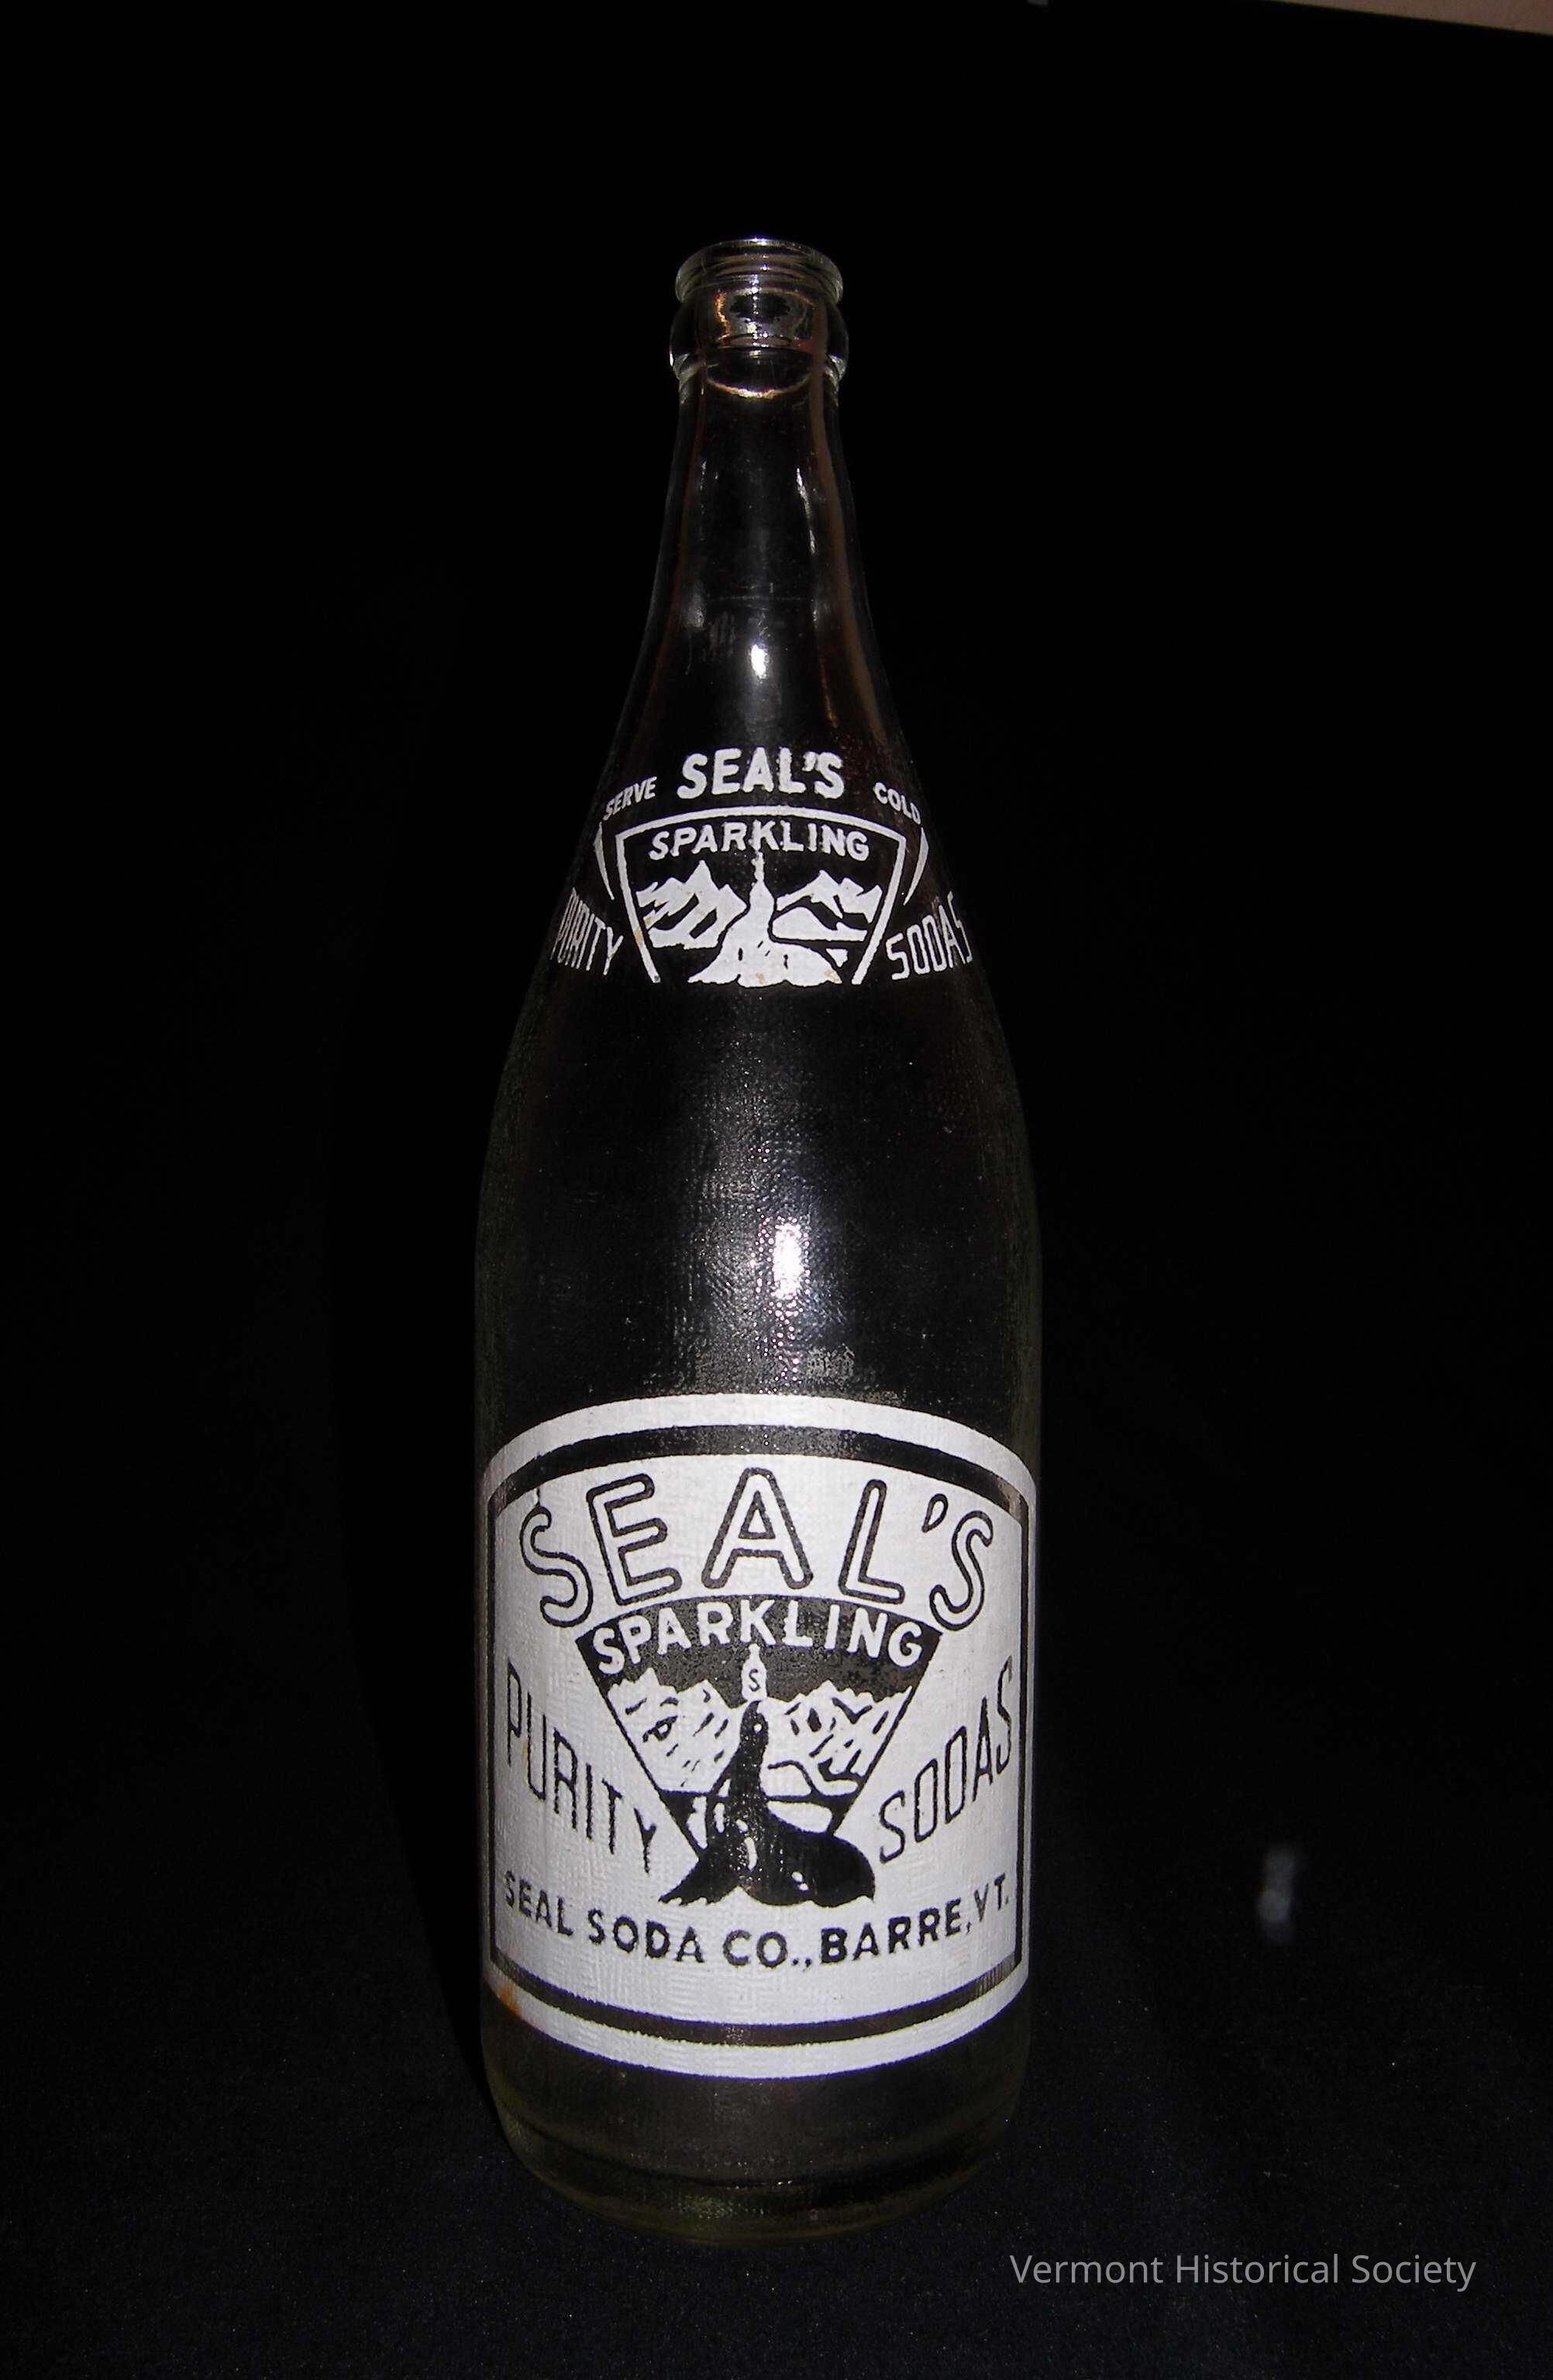 SERVE SEAL'S COLD
SPARKLING
PURITY SODAS
SEAL'S
SPARKLING
S
PURITY SODAS
SEAL SODA CO., BARRE, VT.
Vermont Historical Society